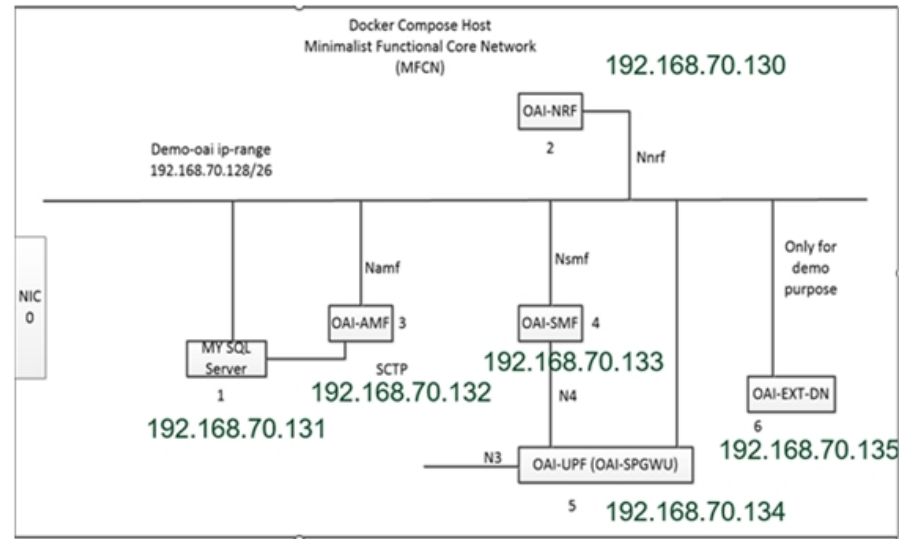 Docker Compose Host
Minimalist Functional Core Network
(MFCN)
192.168.70.130
OAI-NRF
2
Nnrf
Demo-oai ip-range
192.168.70.128/26
NIC
0
Namf
Nsmf
Only for
demo
purpose
OAI-AMF 3
OAI-SMF 4
MY SQL
Server
1
SCTP
192.168.70.131
192.168.70.132
192.168.70.133
N4
OAI-EXT-DN
6
192.168.70.135
N3
OAI-UPF (OAI-SPGWU)
5
192.168.70.134